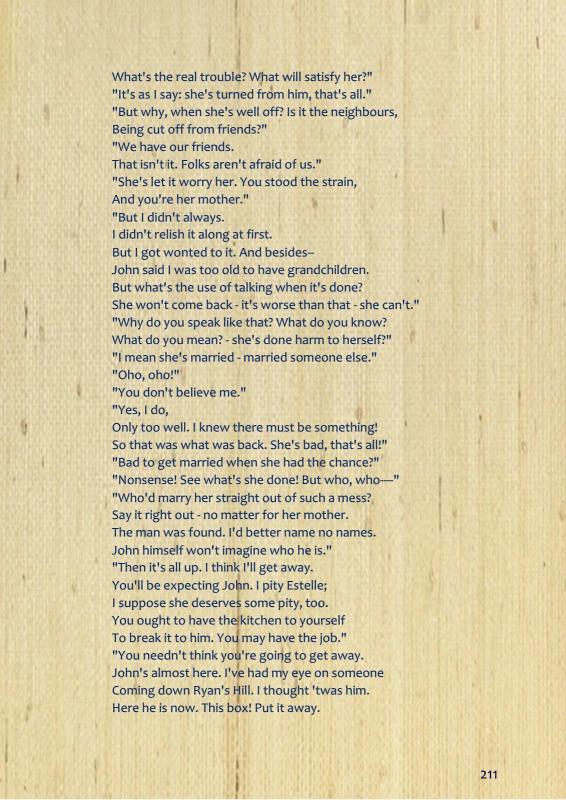 What's the real trouble? What will satisfy her?"
"It's as I say: she's turned from him, that's all."
"But why, when she's well off? Is it the neighbours,
Being cut off from friends?"
"We have our friends.
That isn't it. Folks aren't afraid of us."
"She's let it worry her. You stood the strain,
And you're her mother."
"But I didn't always.
I didn't relish it along at first.
But I got wonted to it. And besides--
John said I was too old to have grandchildren.
But what's the use of talking when it's done?
She won't come back - it's worse than that - she can't."
"Why do you speak like that? What do you know?
What do you mean? - she's done harm to herself?"
"I mean she's married - married someone else."
"Oho, oho!"
"You don't believe me."
"Yes, I do,
Only too well. I knew there must be something!
So that was what was back. She's bad, that's all!"
"Bad to get married when she had the chance?"
"Nonsense! See what's she done! But who, who----"
"Who'd marry her straight out of such a mess?
Say it right out - no matter for her mother.
The man was found. I'd better name no names.
John himself won't imagine who he is."
"Then it's all up. I think I'll get away.
You'll be expecting John. I pity Estelle;
I suppose she deserves some pity, too.
You ought to have the kitchen to yourself
To break it to him. You may have the job."
"You needn't think you're going to get away.
John's almost here. I've had my eye on someone
Coming down Ryan's Hill. I thought 'twas him.
Here he is now. This box! Put it away.
211